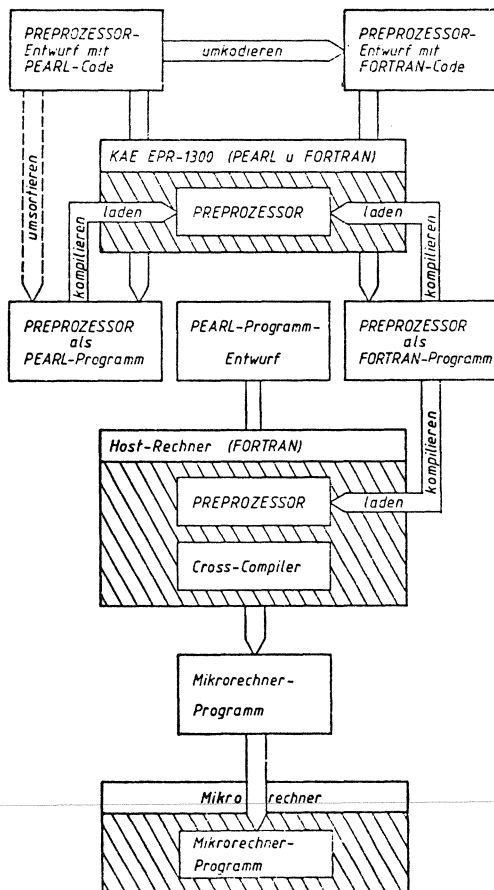 PREPROZESSOR-
Entwurf mit
PEARL-Code
umkodieren
PREPROZESSOR-
Entwurf mit
FORTRAN-Code
umsortieren
KAE EPR-1300 (PEARL u FORTRAN)
kompilieren
laden
PREPROZESSOR
laden
kompilieren
PREPROZESSOR
als
PEARL-Programm
PEARL-Programm-
Entwurf
PREPROZESSOR
als
FORTRAN-Programm
Host-Rechner (FORTRAN)
kompilieren
PREPROZESSOR
laden
Cross-Compiler
Mikrorechner-
Programm
Mikro rechner
Mikrorechner-
Programm